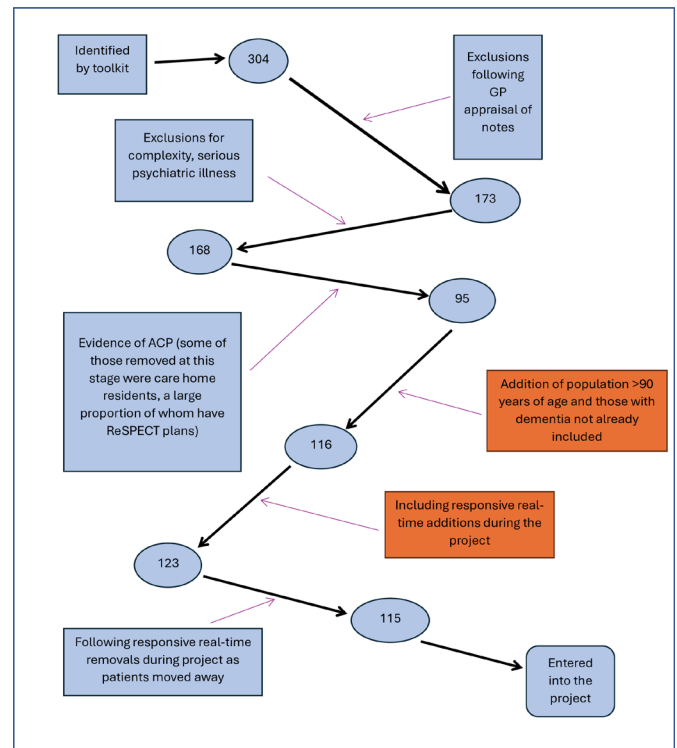 Identified
by toolkit
304
Exclusions
following
GP
appraisal of
notes
Exclusions for
complexity, serious
psychiatric illness
173
168
95
Evidence of ACP (some of
those removed at this
stage were care home
residents, a large
proportion of whom have
ReSPECT plans)
Addition of population >90
years of age and those with
dementia not already
included
116
Including responsive real-
time additions during the
project
123
115
Following responsive real-time
removals during project as
patients moved away
Entered
into the
project